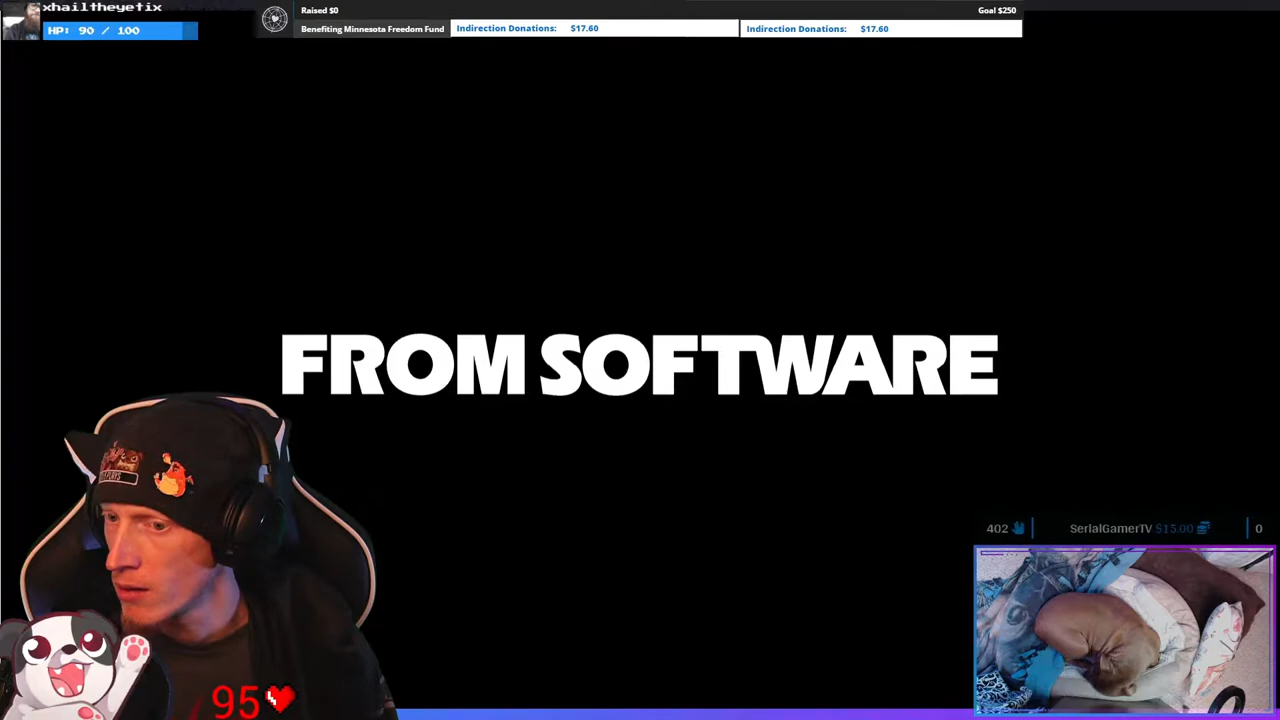 xhailtheyetix
HP: 90 / 100
Raised $0
Goal $250
Benefiting Minnesota Freedom Fund
Indirection Donations: $17.60
Indirection Donations: $17.60
FROM SOFTWARE
402
SerialGamerTV $15.00
0
95